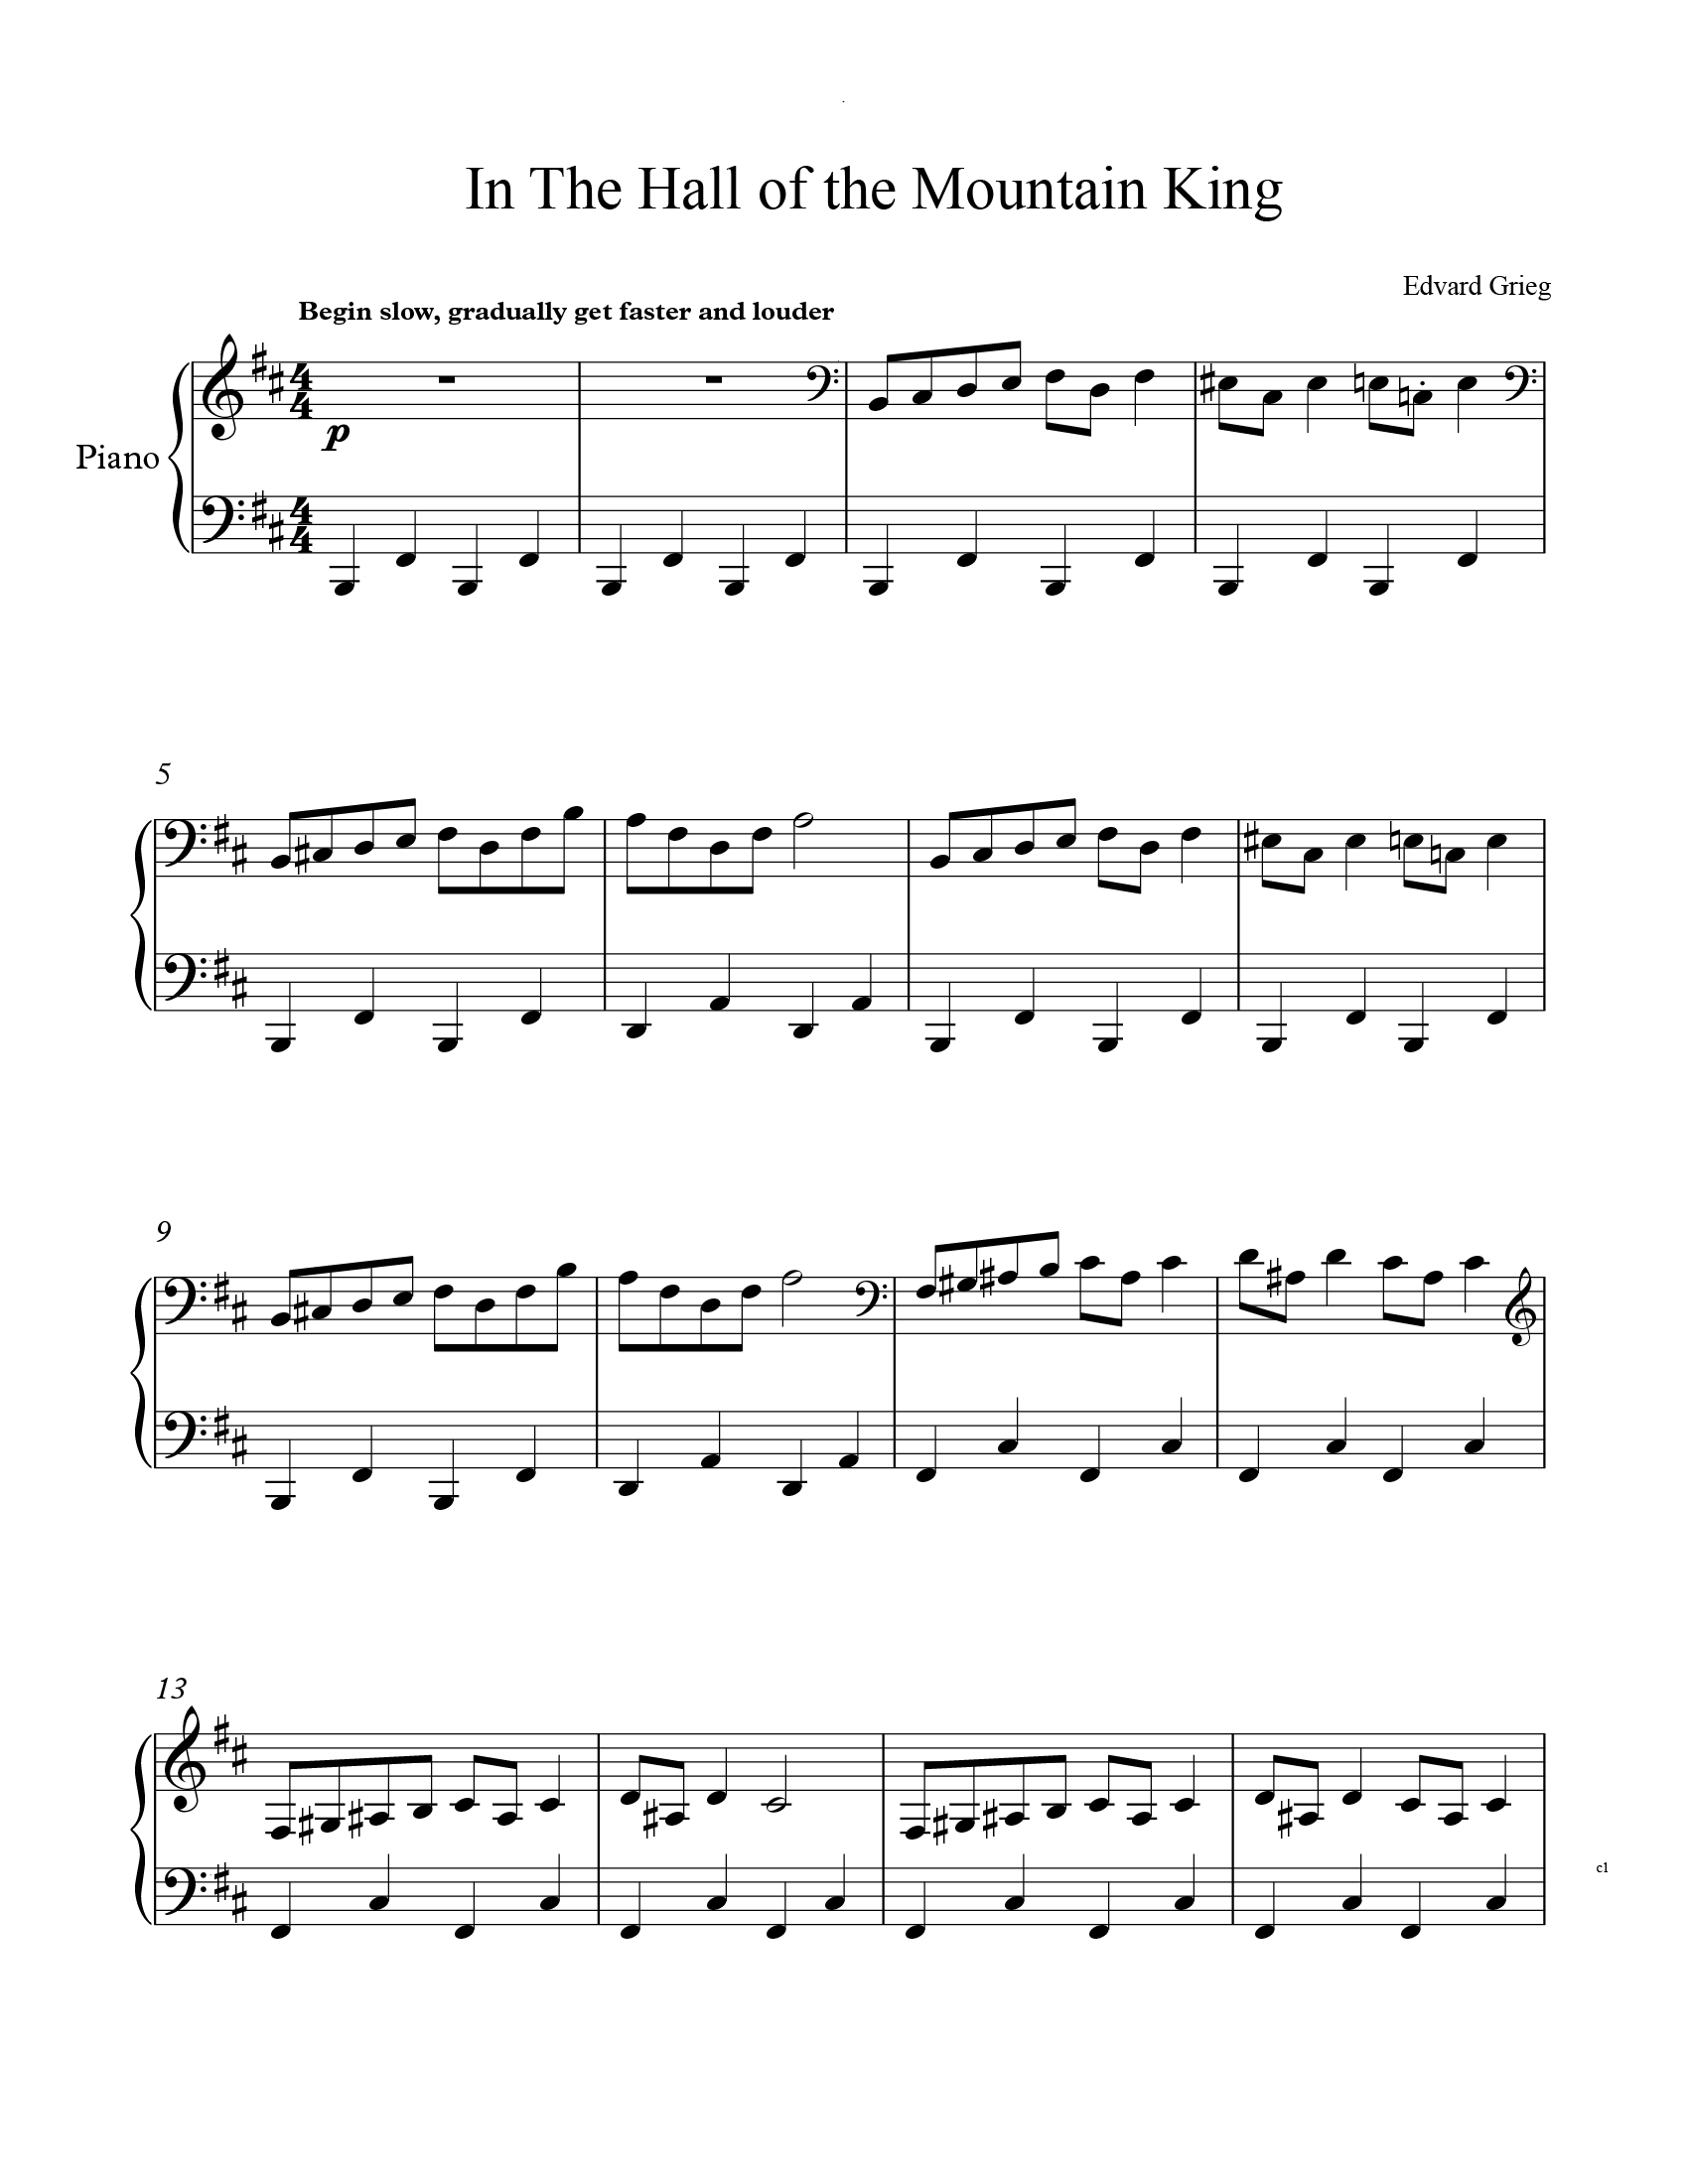 In The Hall of the Mountain King
Edvard Grieg
Begin slow, gradually get faster and louder
p
Piano
5
9
13
c1